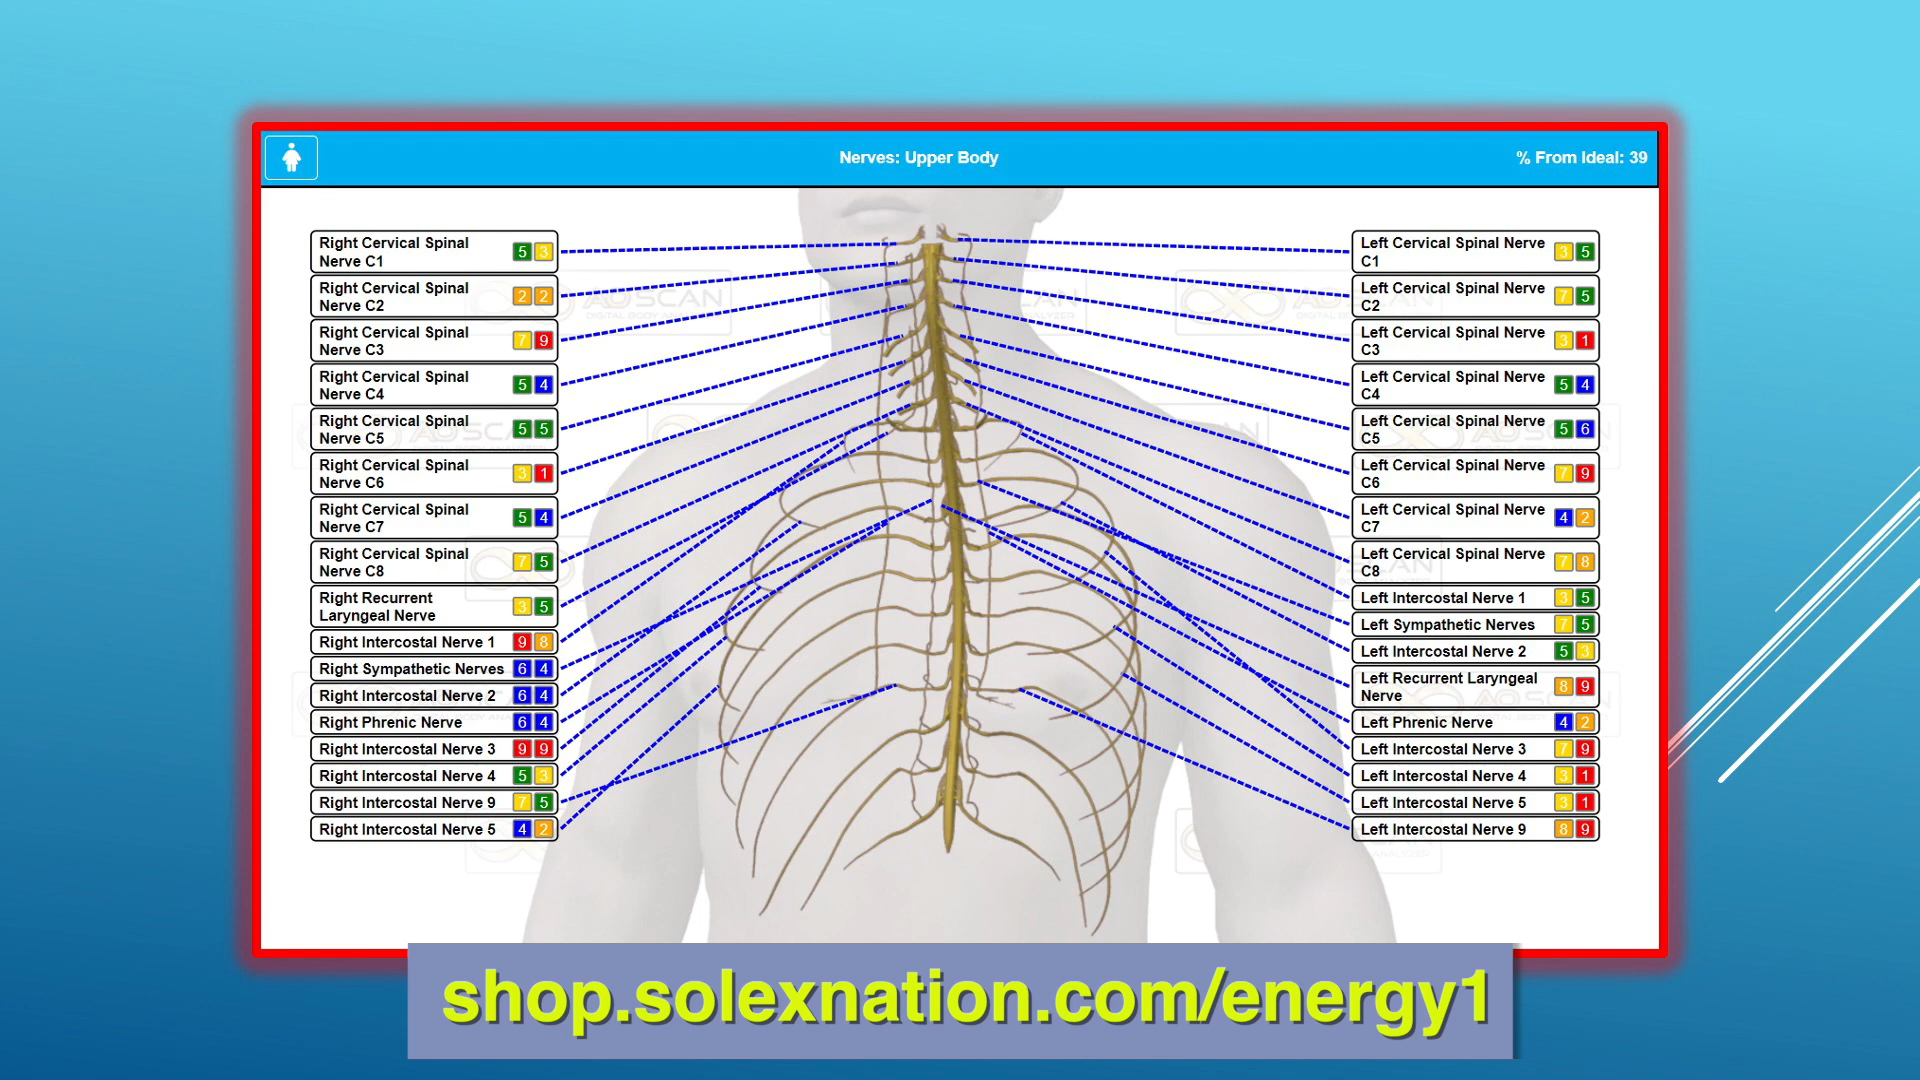 Nerves: Upper Body
% From Ideal: 39
Right Cervical Spinal
Nerve C1
5 3
Right Cervical Spinal
Nerve C2
2 2
Right Cervical Spinal
Nerve C3
7 9
Right Cervical Spinal
Nerve C4
5 4
Right Cervical Spinal
Nerve C5
5 5
Right Cervical Spinal
Nerve C6
3 1
Right Cervical Spinal
Nerve C7
5 4
Right Cervical Spinal
Nerve C8
7 5
Right Recurrent
Laryngeal Nerve
3 5
Right Intercostal Nerve 1 9 8
Right Sympathetic Nerves 6 4
Right Intercostal Nerve 2 6 4
Right Phrenic Nerve 6 4
Right Intercostal Nerve 3 9 9
Right Intercostal Nerve 4 5 3
Right Intercostal Nerve 9 7 5
Right Intercostal Nerve 5 4 2
Left Cervical Spinal Nerve
C1
3 5
Left Cervical Spinal Nerve
C2
7 5
Left Cervical Spinal Nerve
C3
3 1
Left Cervical Spinal Nerve
C4
5 4
Left Cervical Spinal Nerve
C5
5 6
Left Cervical Spinal Nerve
C6
7 9
Left Cervical Spinal Nerve
C7
4 2
Left Cervical Spinal Nerve
C8
7 8
Left Intercostal Nerve 1 3 5
Left Sympathetic Nerves 7 5
Left Intercostal Nerve 2 5 3
Left Recurrent Laryngeal
Nerve
8 9
Left Phrenic Nerve 4 2
Left Intercostal Nerve 3 7 9
Left Intercostal Nerve 4 3 1
Left Intercostal Nerve 5 3 1
Left Intercostal Nerve 9 8 9
AO SCAN
shop.solexnation.com/energy1